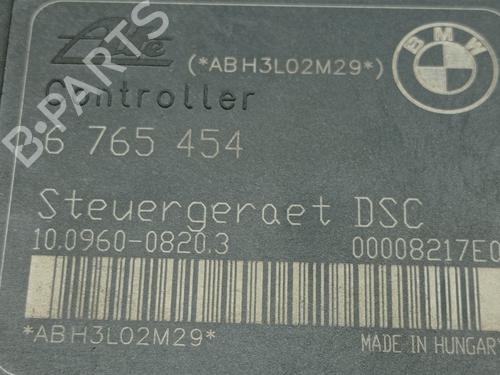 Ate
(*ABH3L02M29*)
BMW
Controller
6 765 454
Steuergeraet DSC
10.0960-0820.3 00008217E0
*ABH3L02M29*
MADE IN HUNGARY
B-PARTS